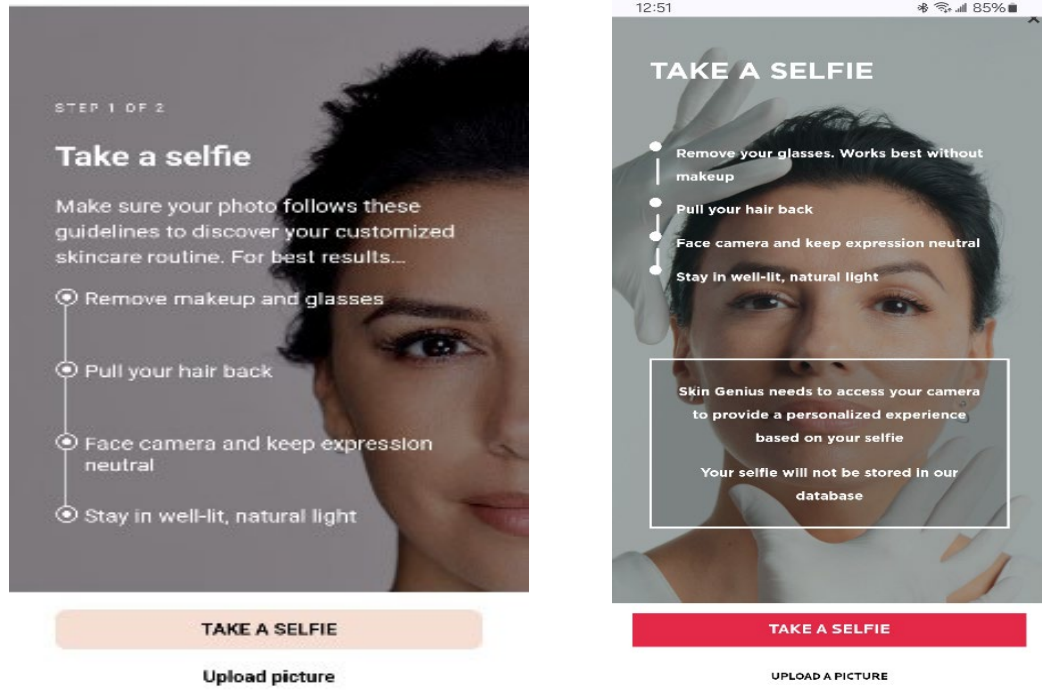 STEP 1 OF 2
Take a selfie
Make sure your photo follows these
guidelines to discover your customized
skincare routine. For best results...
Remove makeup and glasses
Pull your hair back
Face camera and keep expression
neutral
Stay in well-lit, natural light
TAKE A SELFIE
Upload picture
12:51
85%
TAKE A SELFIE
Remove your glasses. Works best without
makeup
Pull your hair back
Face camera and keep expression neutral
Stay in well-lit, natural light
Skin Genius needs to access your camera
to provide a personalized experience
based on your selfie
Your selfie will not be stored in our
database
TAKE A SELFIE
UPLOAD A PICTURE